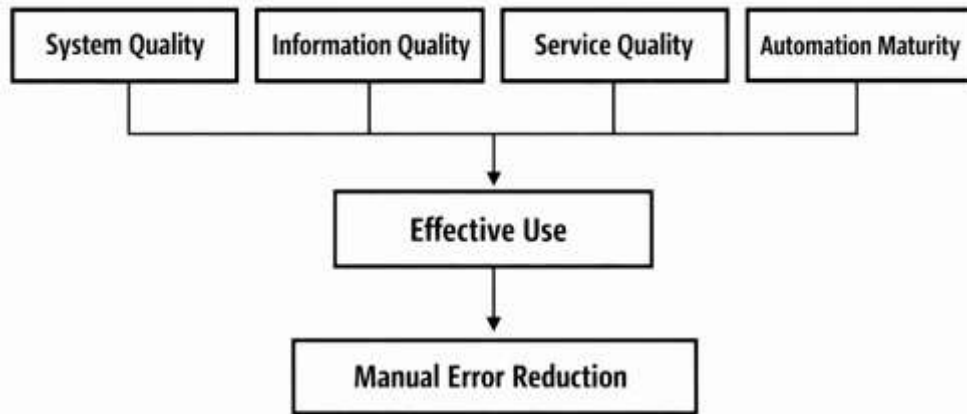 System Quality
Information Quality
Service Quality
Automation Maturity
Effective Use
Manual Error Reduction